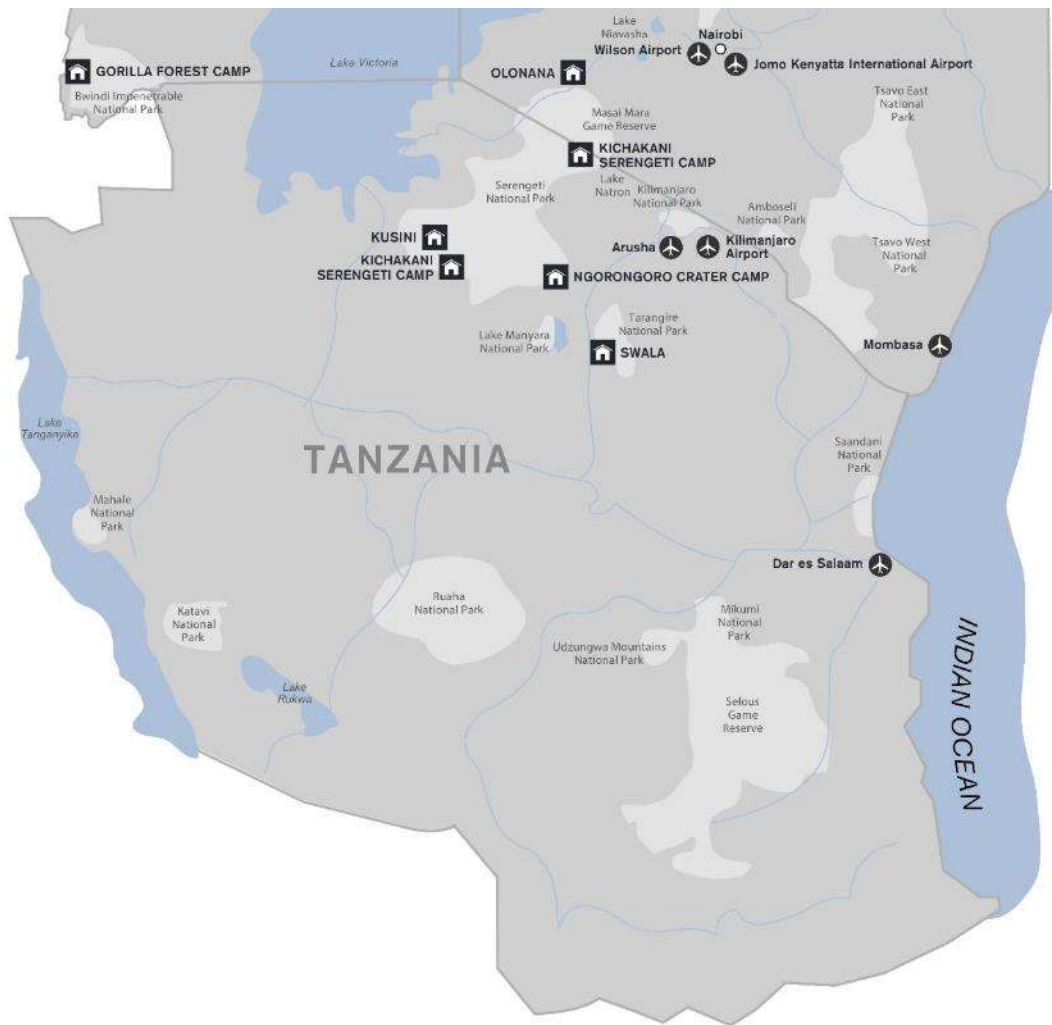 Lake
Niavasha
Nairobi
Wilson Airport
Jomo Kenyatta International Airport
Lake Victoria
GORILLA FOREST CAMP
OLONANA
Bwindi Impenetrable
National Park
Tsavo East
National
Park
Masai Mara
Game Reserve
KICHAKANI
SERENGETI CAMP
Serengeti
National Park
Lake
Natron
Kilimanjaro
National Park
Amboseli
National Park
KUSINI
KICHAKANI
SERENGETI CAMP
Arusha
Kilimanjaro
Airport
Tsavo West
National
Park
NGORONGORO CRATER CAMP
Lake Manyara
National Park
Tarangire
National Park
SWALA
Mombasa
Lake
Tanganyika
TANZANIA
Saandani
National
Park
Mahale
National
Park
Dar es Salaam
Katavi
National
Park
Ruaha
National Park
Mikumi
National
Park
Udzungwa Mountains
National Park
Lake
Rukwa
Selous
Game
Reserve
INDIAN OCEAN